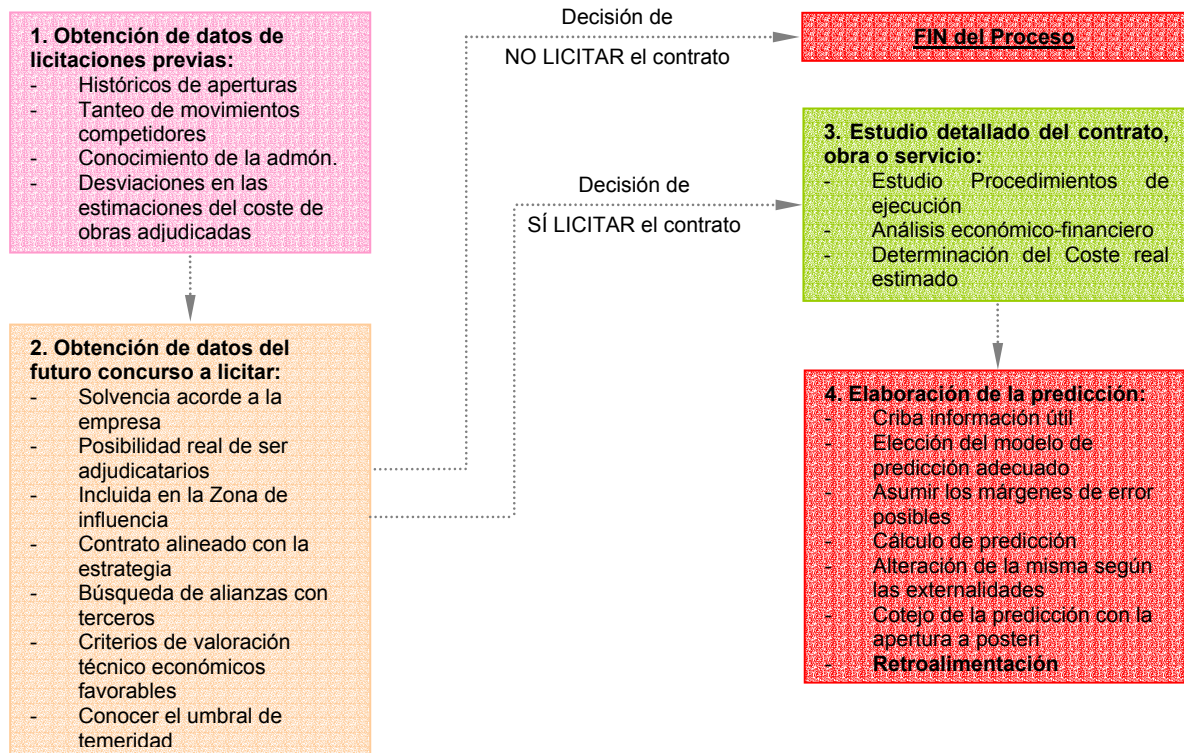 1. Obtención de datos de
licitaciones previas:
- Históricos de aperturas
- Tanteo de movimientos
competidores
- Conocimiento de la admón.
- Desviaciones en las
estimaciones del coste de
obras adjudicadas
2. Obtención de datos del
futuro concurso a licitar:
- Solvencia acorde a la
empresa
- Posibilidad real de ser
adjudicatarios
- Incluida en la Zona de
influencia
- Contrato alineado con la
estrategia
- Búsqueda de alianzas con
terceros
- Criterios de valoración
técnico económicos
favorables
- Conocer el umbral de
temeridad
Decisión de
NO LICITAR el contrato
FIN del Proceso
Decisión de
SÍ LICITAR el contrato
3. Estudio detallado del contrato,
obra o servicio:
- Estudio Procedimientos de
ejecución
- Análisis económico-financiero
- Determinación del Coste real
estimado
4. Elaboración de la predicción:
- Criba información útil
- Elección del modelo de
predicción adecuado
- Asumir los márgenes de error
posibles
- Cálculo de predicción
- Alteración de la misma según
las externalidades
- Cotejo de la predicción con la
apertura a posteri
- Retroalimentación